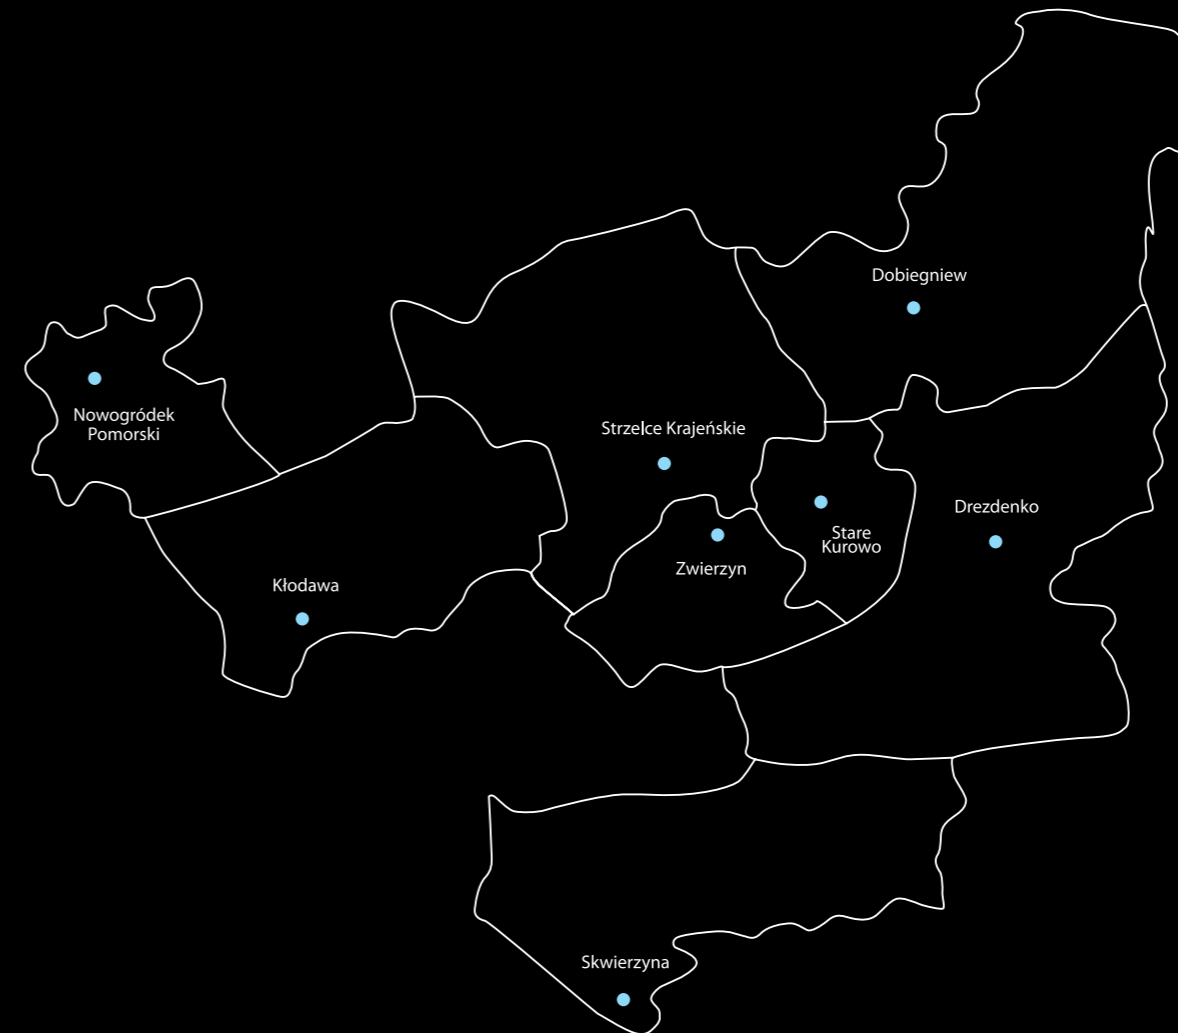 Dobiegniew
Nowogródek
Pomorski
Strzelce Krajeńskie
Drezdenko
Stare
Kurowo
Zwierzyn
Kłodawa
Skwierzyna